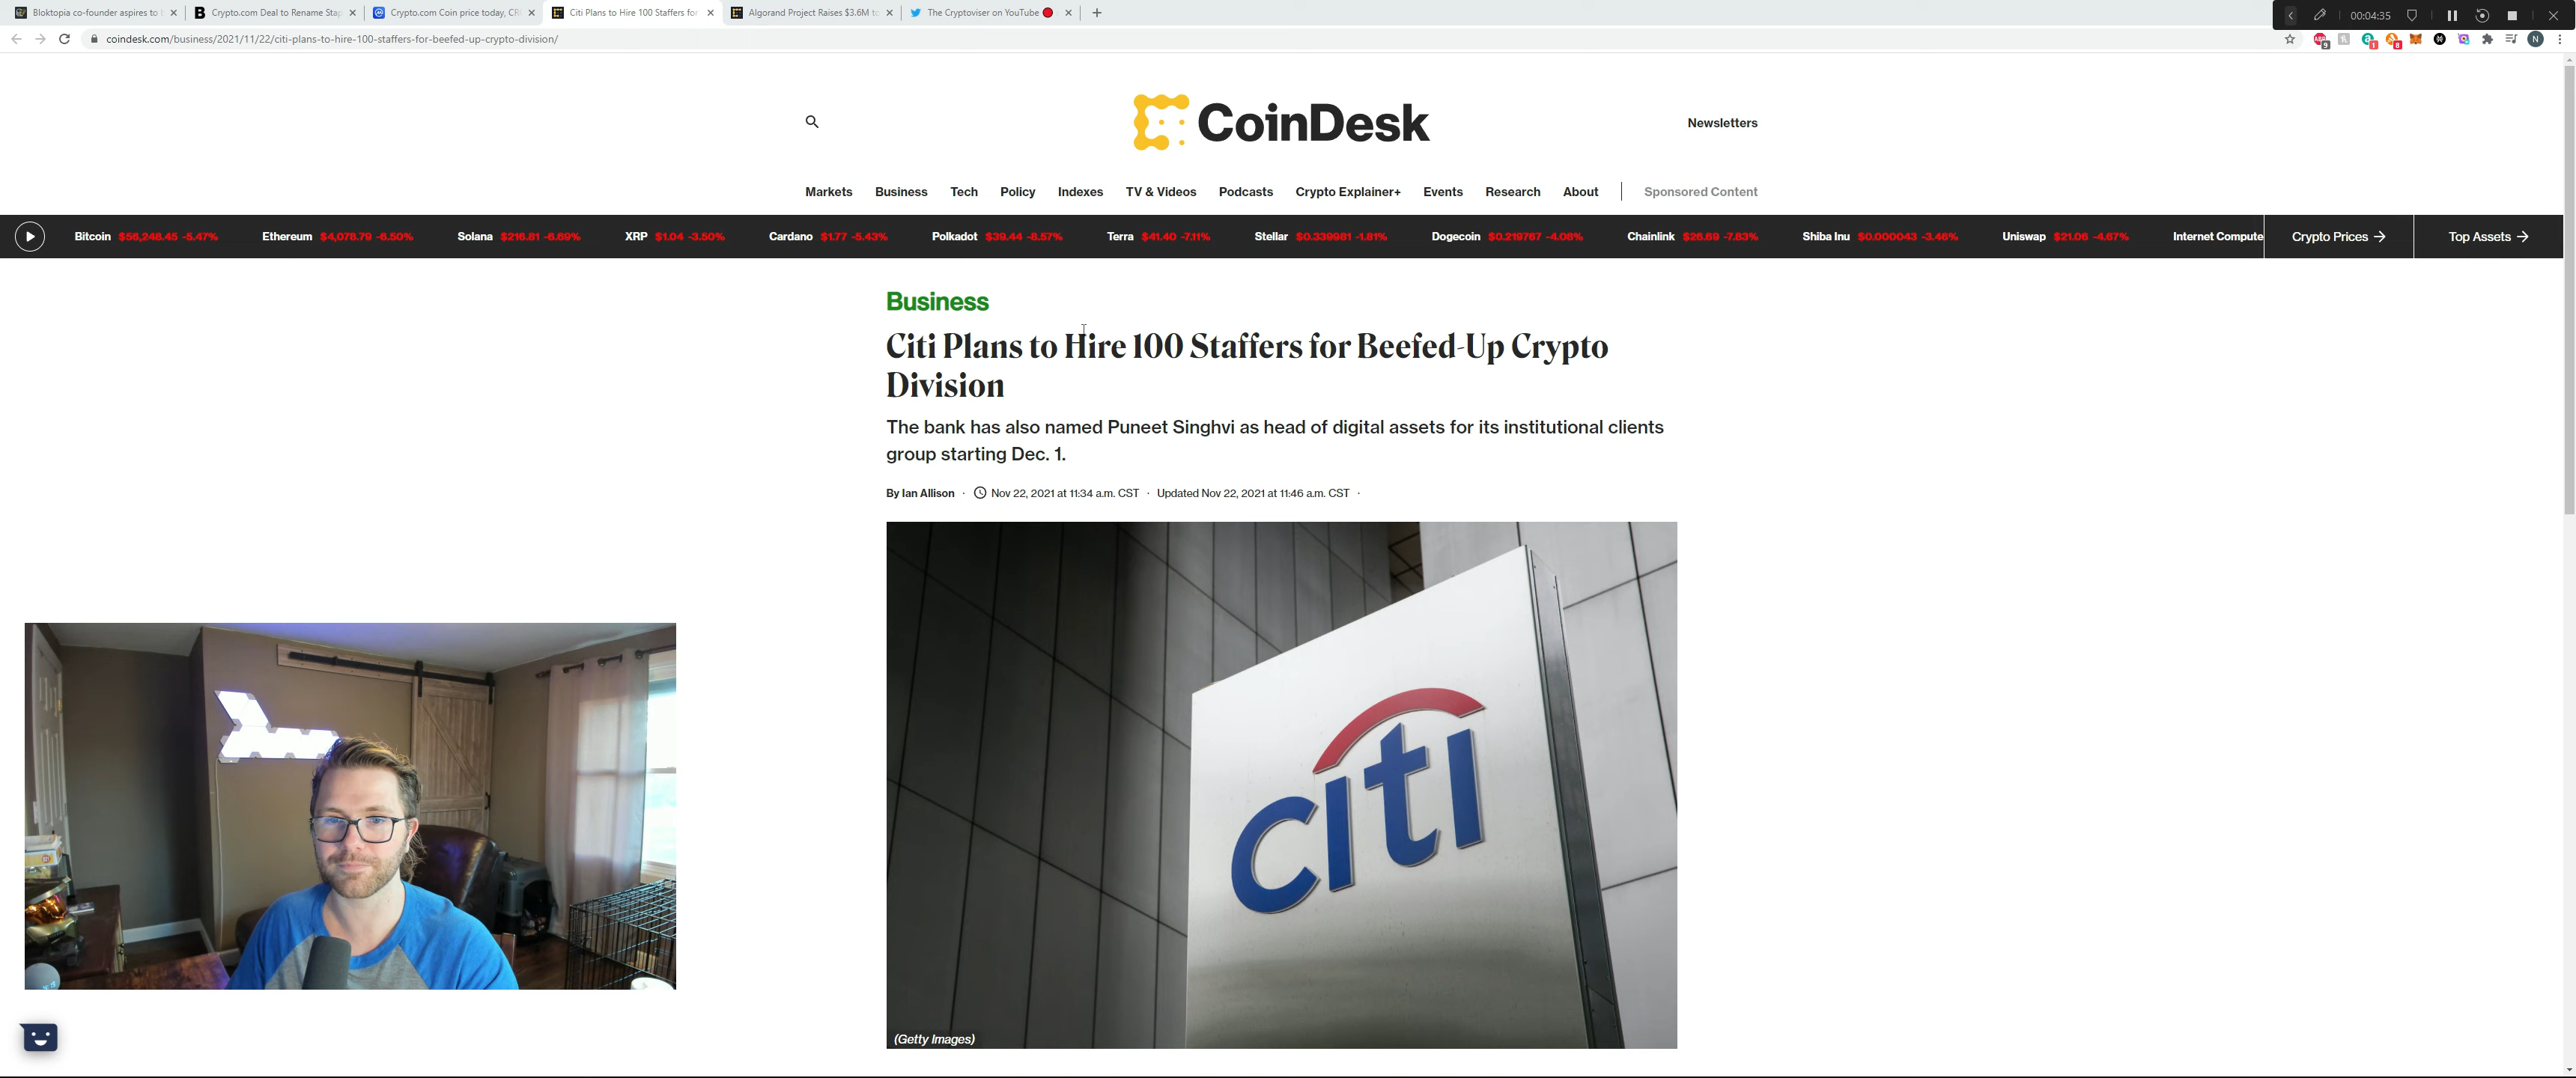 Bloktopia co-founder aspires to
Crypto.com Deal to Rename Stap
Crypto.com Coin price today, CR
Citi Plans to Hire 100 Staffers for
Algorand Project Raises $3.6M to
The Cryptoviser on YouTube
00:04:35
coindesk.com/business/2021/11/22/citi-plans-to-hire-100-staffers-for-beefed-up-crypto-division/
CoinDesk
Newsletters
Markets Business Tech Policy Indexes TV & Videos Podcasts Crypto Explainer+ Events Research About Sponsored Content
Bitcoin $56,248.45 -5.47% Ethereum $4,078.79 -6.50% Solana $216.81 -6.69% XRP $1.04 -3.50% Cardano $1.77 -5.43% Polkadot $39.44 -8.57% Terra $41.40 -7.11% Stellar $0.339981 -1.81% Dogecoin $0.219767 -4.08% Chainlink $26.69 -7.83% Shiba Inu $0.000043 -3.46% Uniswap $21.06 -4.67% Internet Compute Crypto Prices → Top Assets →
Business
Citi Plans to Hire 100 Staffers for Beefed-Up Crypto
Division
The bank has also named Puneet Singhvi as head of digital assets for its institutional clients
group starting Dec. 1.
By Ian Allison · Nov 22, 2021 at 11:34 a.m. CST · Updated Nov 22, 2021 at 11:46 a.m. CST ·
citi
(Getty Images)